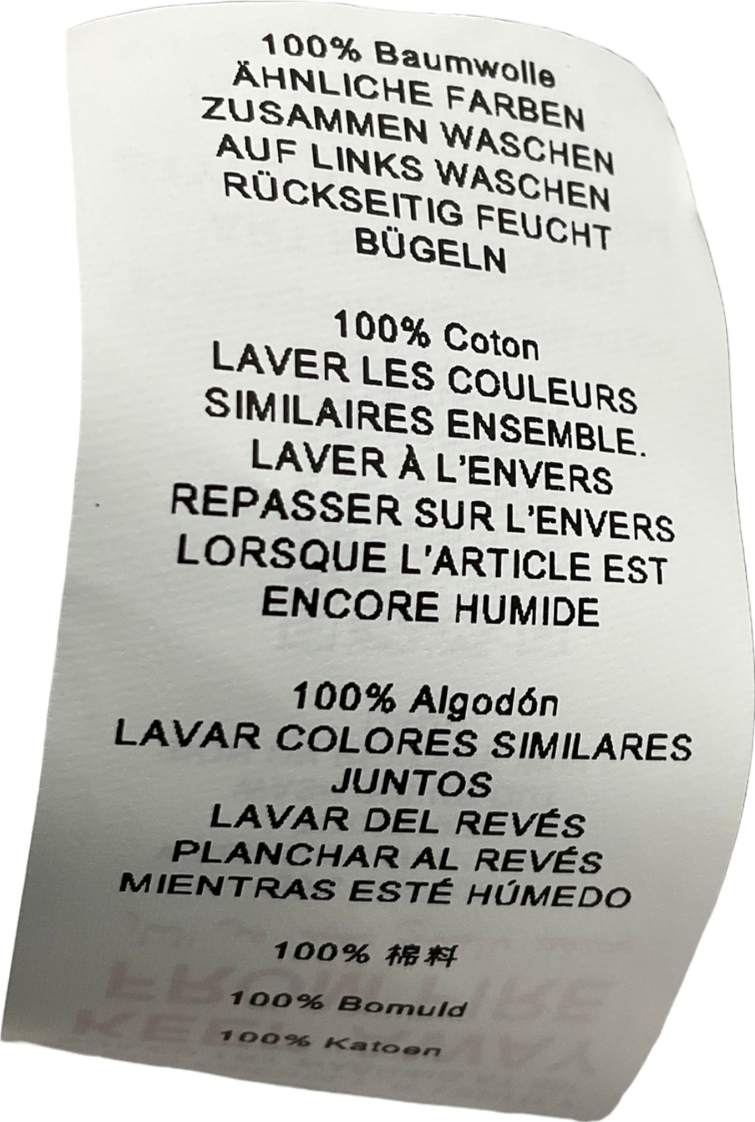 100% Baumwolle
ÄHNLICHE FARBEN
ZUSAMMEN WASCHEN
AUF LINKS WASCHEN
RÜCKSEITIG FEUCHT
BÜGELN
100% Coton
LAVER LES COULEURS
SIMILAIRES ENSEMBLE.
LAVER À L'ENVERS
REPASSER SUR L'ENVERS
LORSQUE L'ARTICLE EST
ENCORE HUMIDE
100% Algodón
LAVAR COLORES SIMILARES
JUNTOS
LAVAR DEL REVÉS
PLANCHAR AL REVÉS
MIENTRAS ESTÉ HÚMEDO
100% 棉料
100% Bomuld
100% Katoen